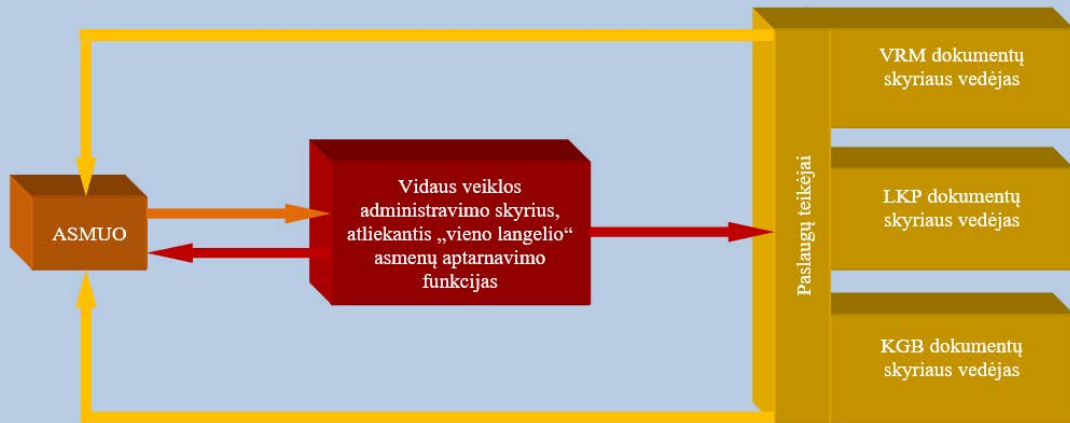 ASMUO
Vidaus veiklos
administravimo skyrius,
atliekantis „vieno langelio“
asmenų aptarnavimo
funkcijas
Paslaugų teikėjai
VRM dokumentų
skyriaus vedėjas
LKP dokumentų
skyriaus vedėjas
KGB dokumentų
skyriaus vedėjas